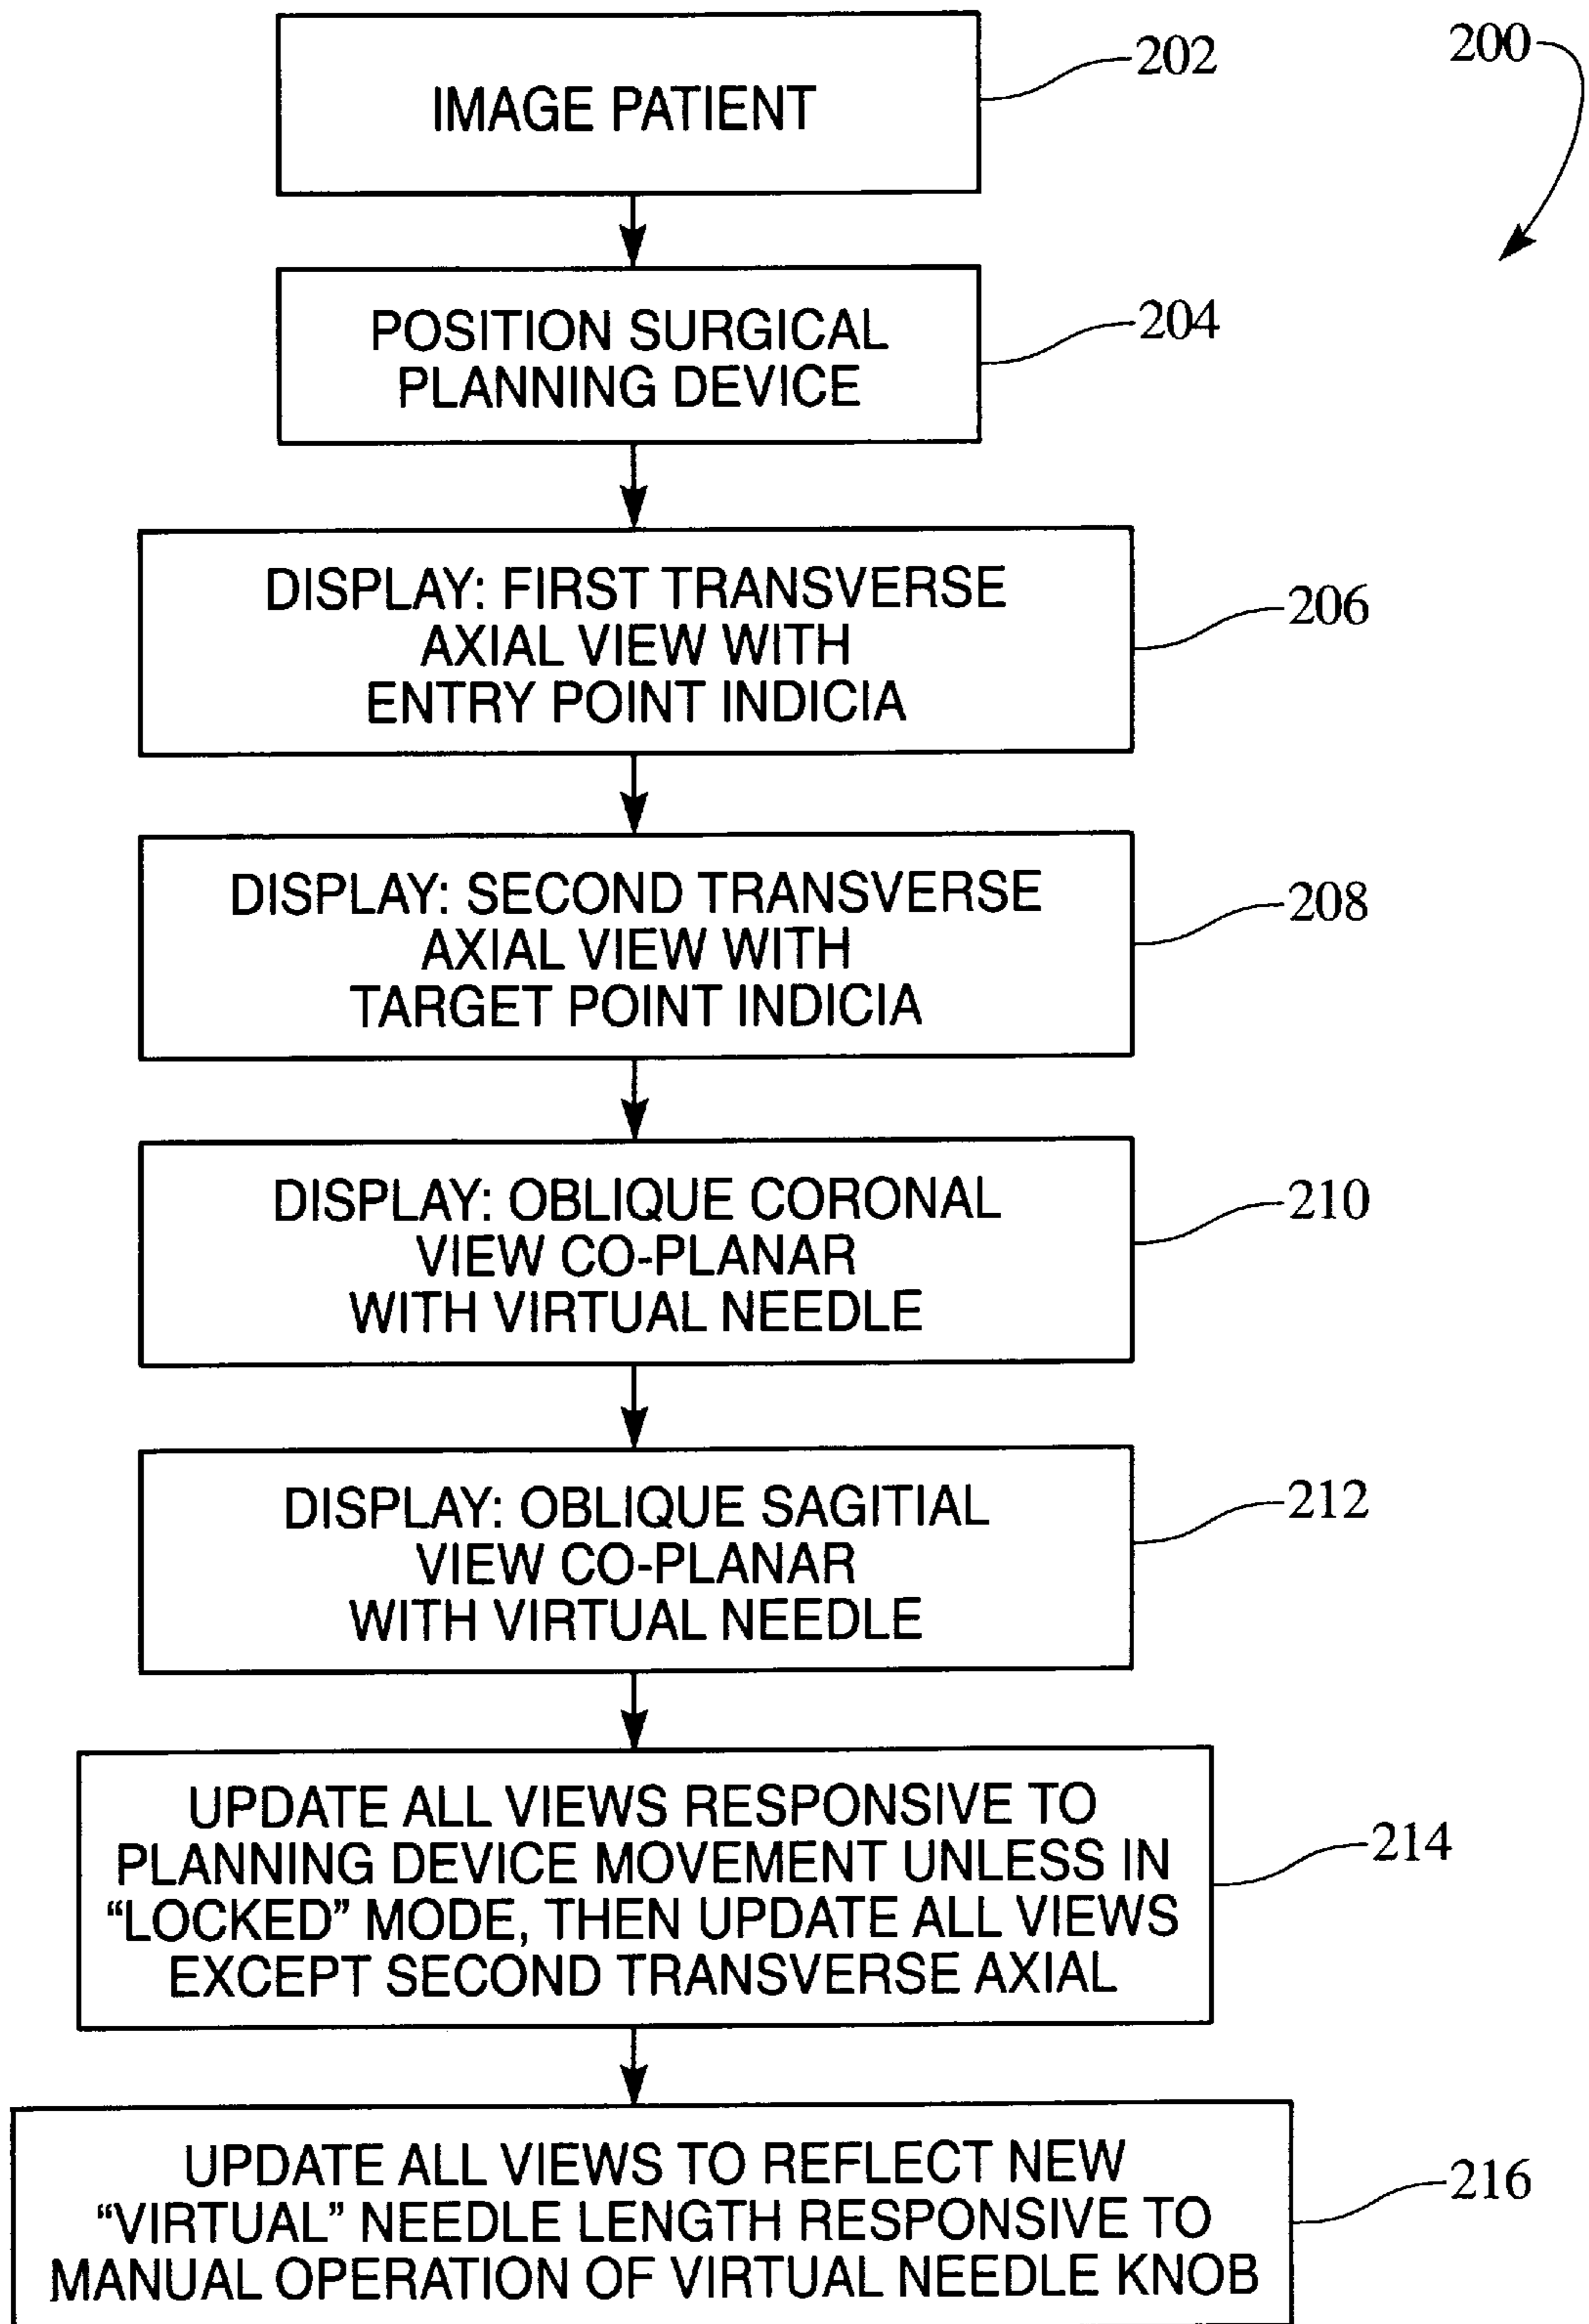 200
IMAGE PATIENT
202
POSITION SURGICAL
PLANNING DEVICE
204
DISPLAY: FIRST TRANSVERSE
AXIAL VIEW WITH
ENTRY POINT INDICIA
206
DISPLAY: SECOND TRANSVERSE
AXIAL VIEW WITH
TARGET POINT INDICIA
208
DISPLAY: OBLIQUE CORONAL
VIEW CO-PLANAR
WITH VIRTUAL NEEDLE
210
DISPLAY: OBLIQUE SAGITIAL
VIEW CO-PLANAR
WITH VIRTUAL NEEDLE
212
UPDATE ALL VIEWS RESPONSIVE TO
PLANNING DEVICE MOVEMENT UNLESS IN
“LOCKED” MODE, THEN UPDATE ALL VIEWS
EXCEPT SECOND TRANSVERSE AXIAL
214
UPDATE ALL VIEWS TO REFLECT NEW
“VIRTUAL” NEEDLE LENGTH RESPONSIVE TO
MANUAL OPERATION OF VIRTUAL NEEDLE KNOB
216